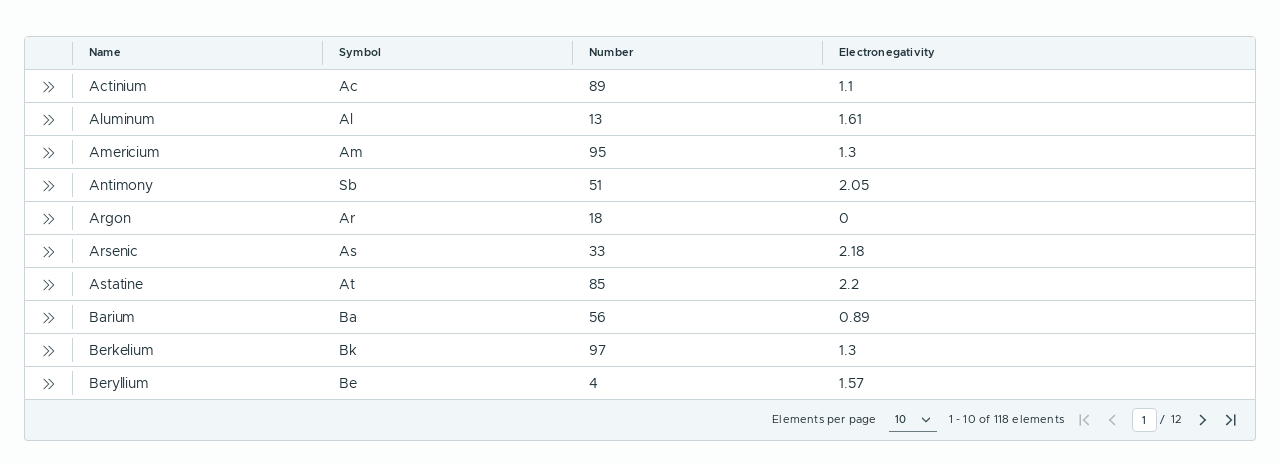 Name Symbol Number Electronegativity
Actinium Ac 89 1.1
Aluminum Al 13 1.61
Americium Am 95 1.3
Antimony Sb 51 2.05
Argon Ar 18 0
Arsenic As 33 2.18
Astatine At 85 2.2
Barium Ba 56 0.89
Berkelium Bk 97 1.3
Beryllium Be 4 1.57
Elements per page 10 1 - 10 of 118 elements 1 / 12